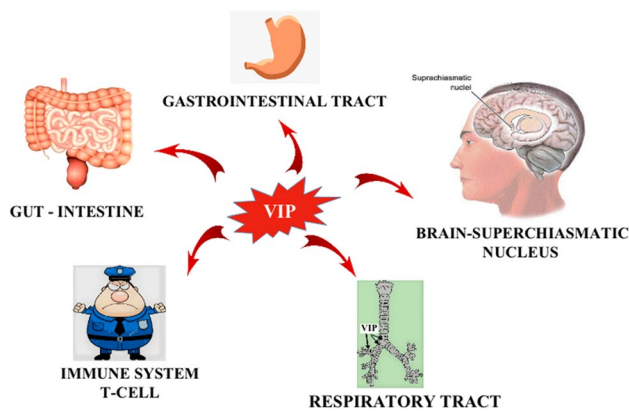 GASTROINTESTINAL TRACT
Suprachiasmatic
nuclei
GUT - INTESTINE
VIP
BRAIN-SUPERCHIASMATIC
NUCLEUS
IMMUNE SYSTEM
T-CELL
VIP
RESPIRATORY TRACT